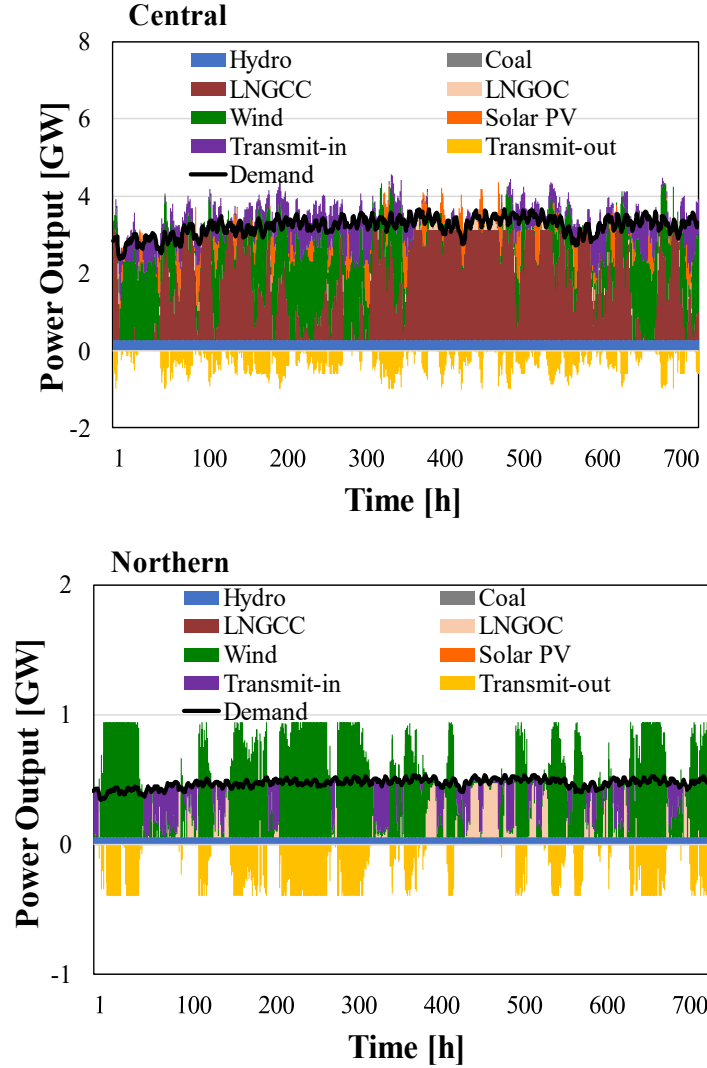 Central
8
Hydro Coal
LNGCC LNGOC
6
Wind Solar PV
Transmit-in Transmit-out
Demand
4
2
0
-2
Power Output [GW]
1 100 200 300 400 500 600 700
Time [h]
Northern
2
Hydro Coal
LNGCC LNGOC
Wind Solar PV
Transmit-in Transmit-out
Demand
1
0
-1
Power Output [GW]
1 100 200 300 400 500 600 700
Time [h]